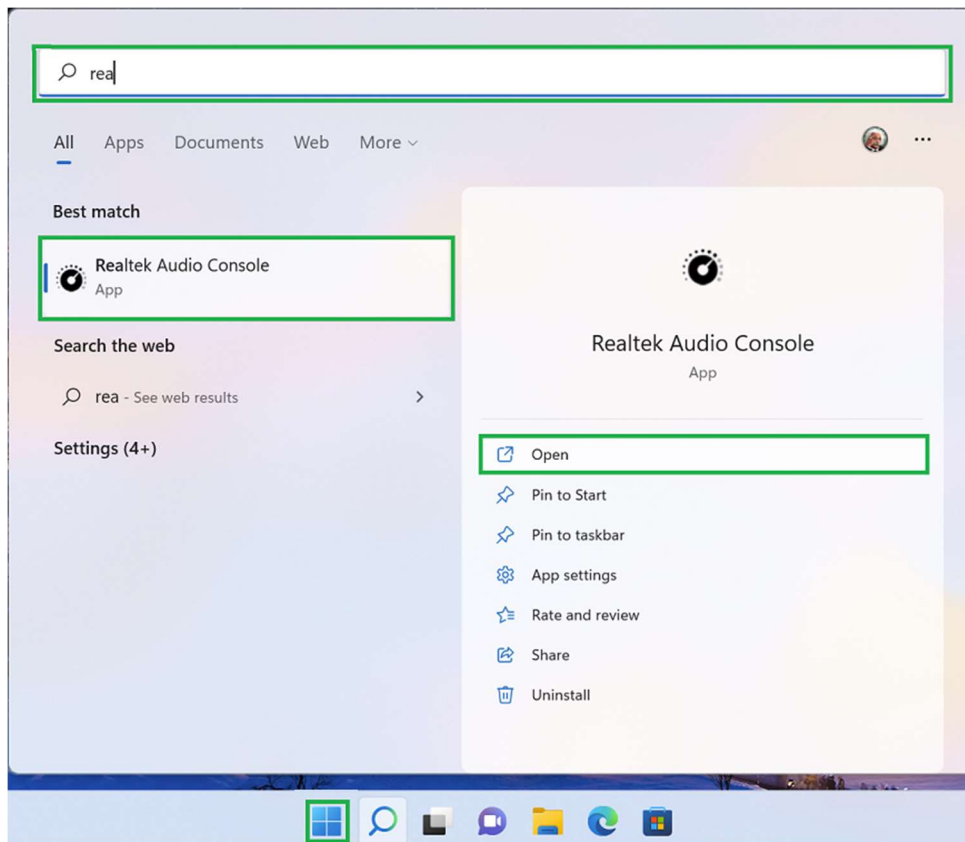 rea
All Apps Documents Web More
Best match
Realtek Audio Console
App
Search the web
rea - See web results
Settings (4+)
Realtek Audio Console
App
Open
Pin to Start
Pin to taskbar
App settings
Rate and review
Share
Uninstall